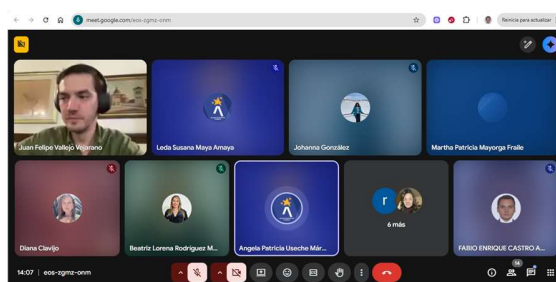 meet.google.com/eos-zgmz-onm
Reinicia para actualizar
Juan Felipe Vallejo Vejarano
Leda Susana Maya Amaya
Johanna González
Martha Patricia Mayorga Fraile
Diana Clavijo
Beatriz Lorena Rodriguez M...
Angela Patricia Useche Már...
r
6 más
FABIO ENRIQUE CASTRO A...
14:07 | eos-zgmz-onm
14